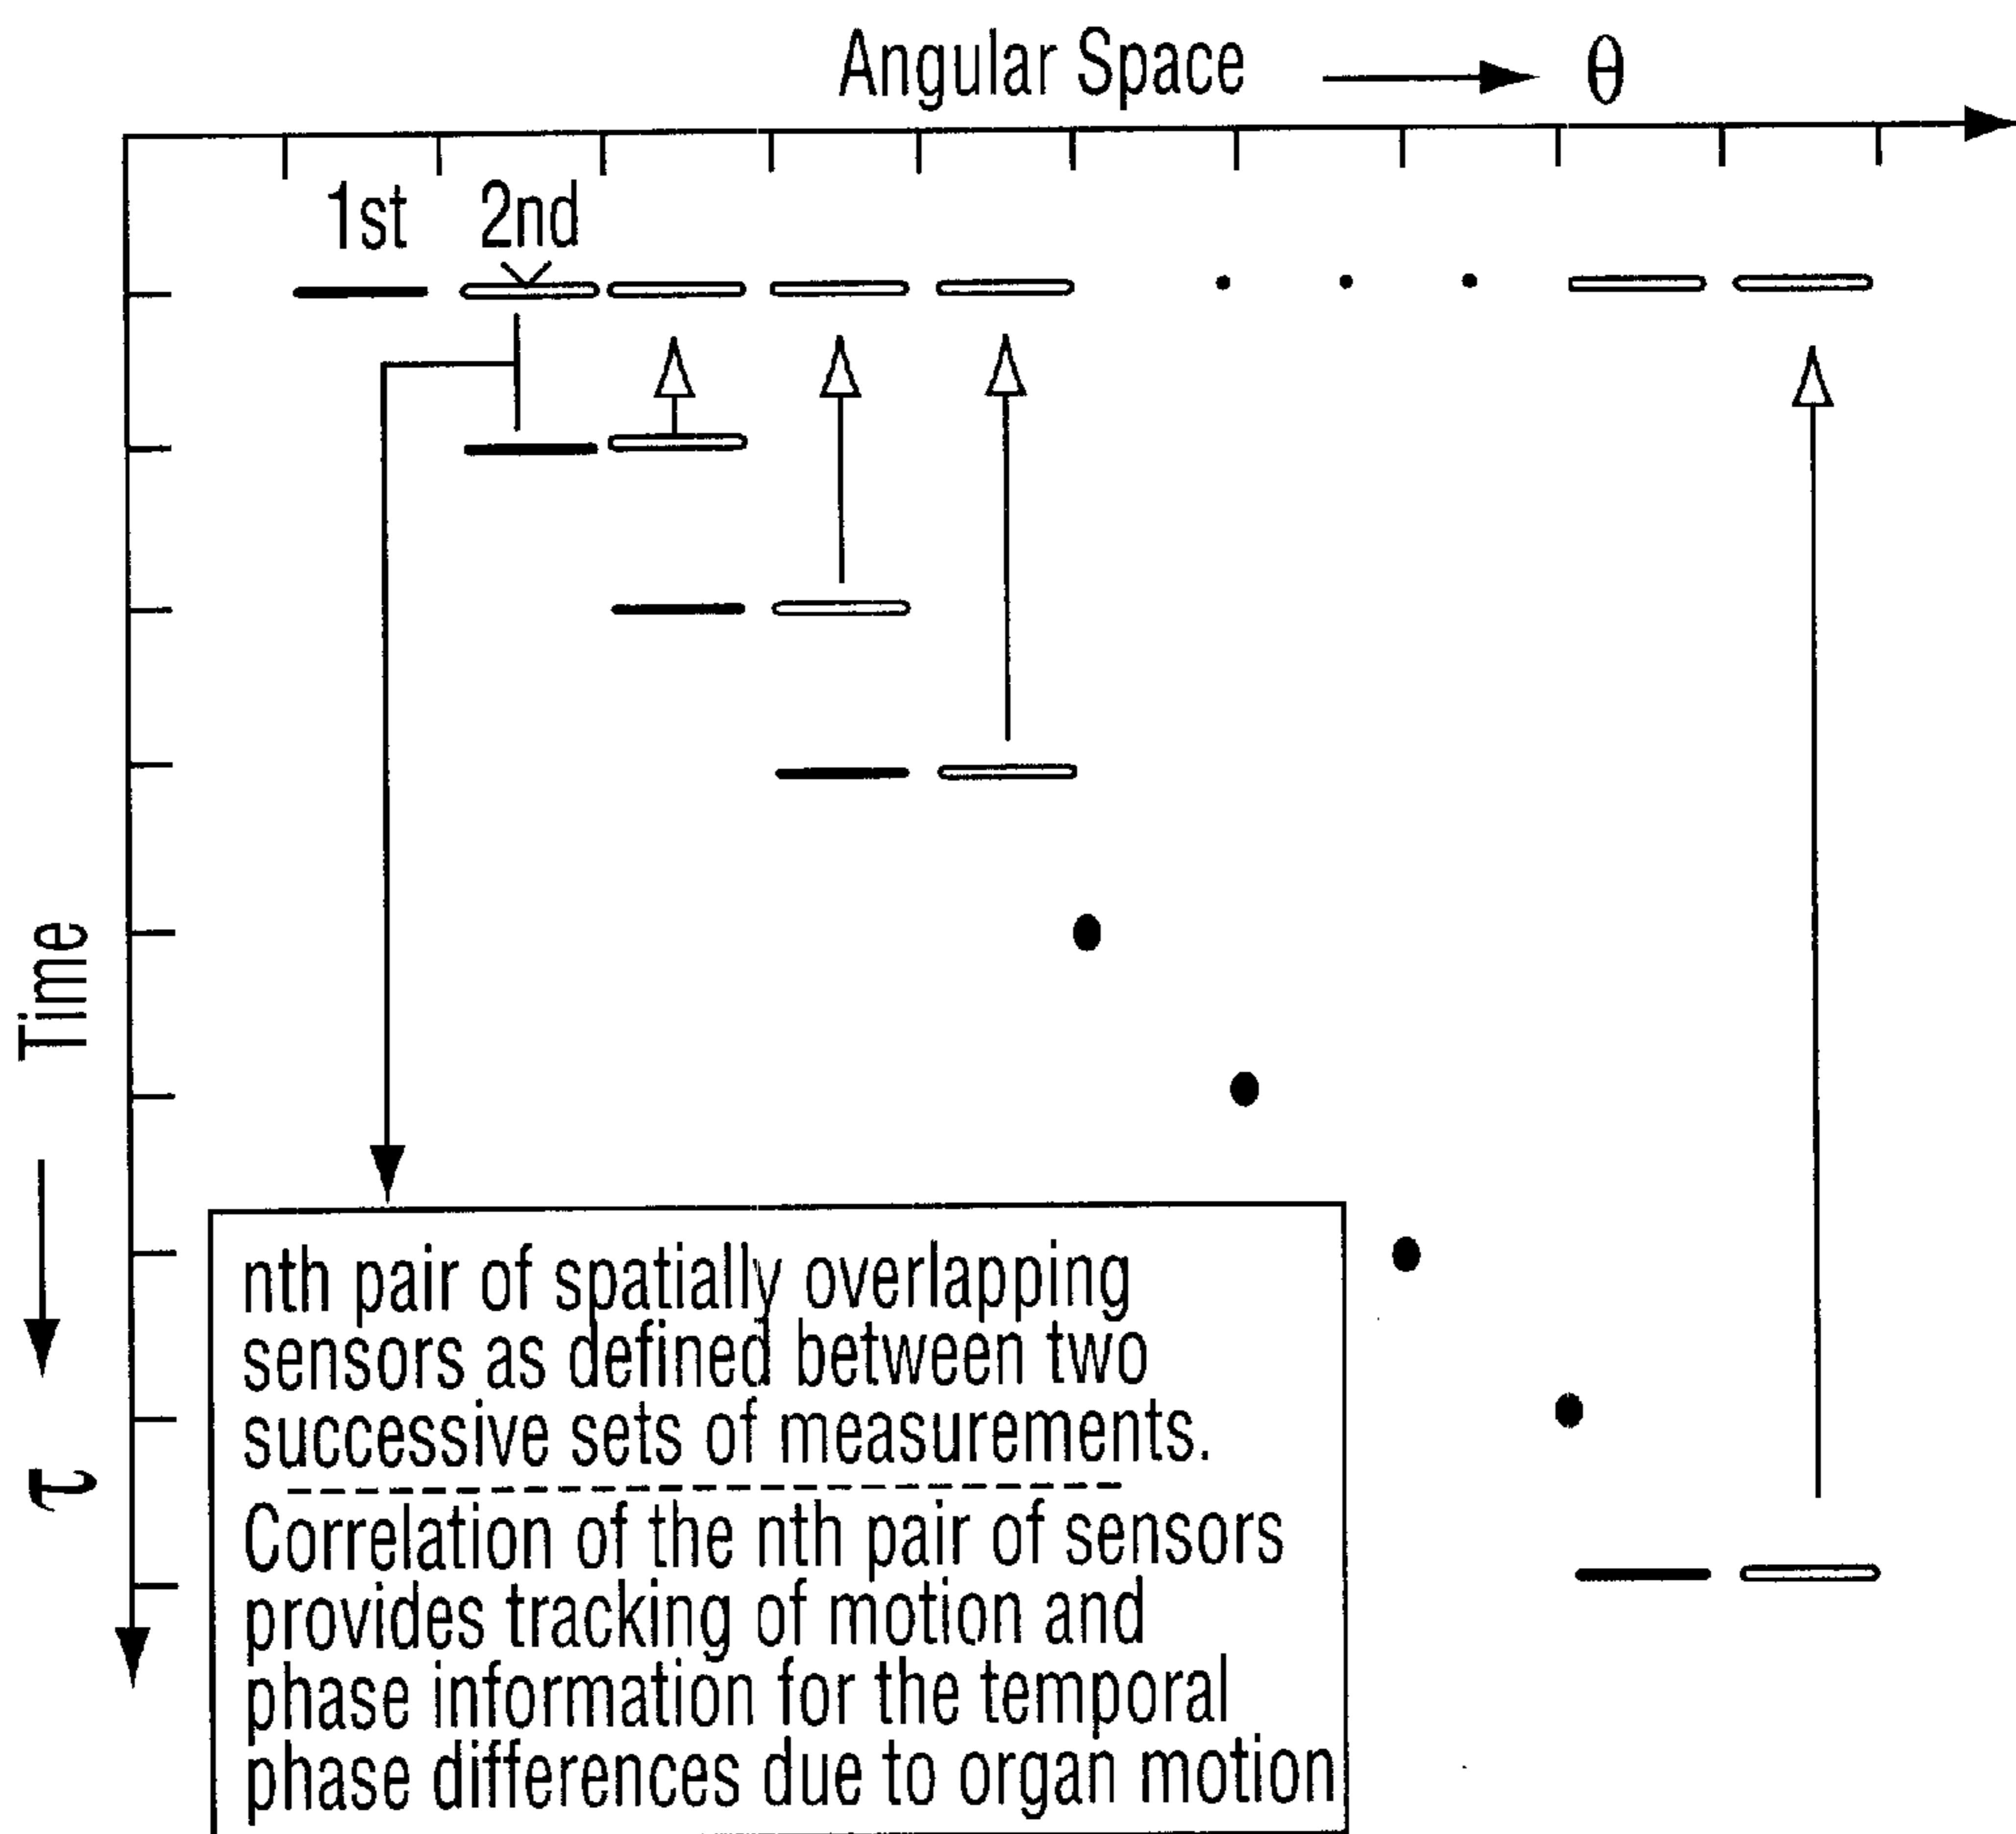 Angular Space θ
1st 2nd
Time
τ
nth pair of spatially overlapping
sensors as defined between two
successive sets of measurements.
Correlation of the nth pair of sensors
provides tracking of motion and
phase information for the temporal
phase differences due to organ motion